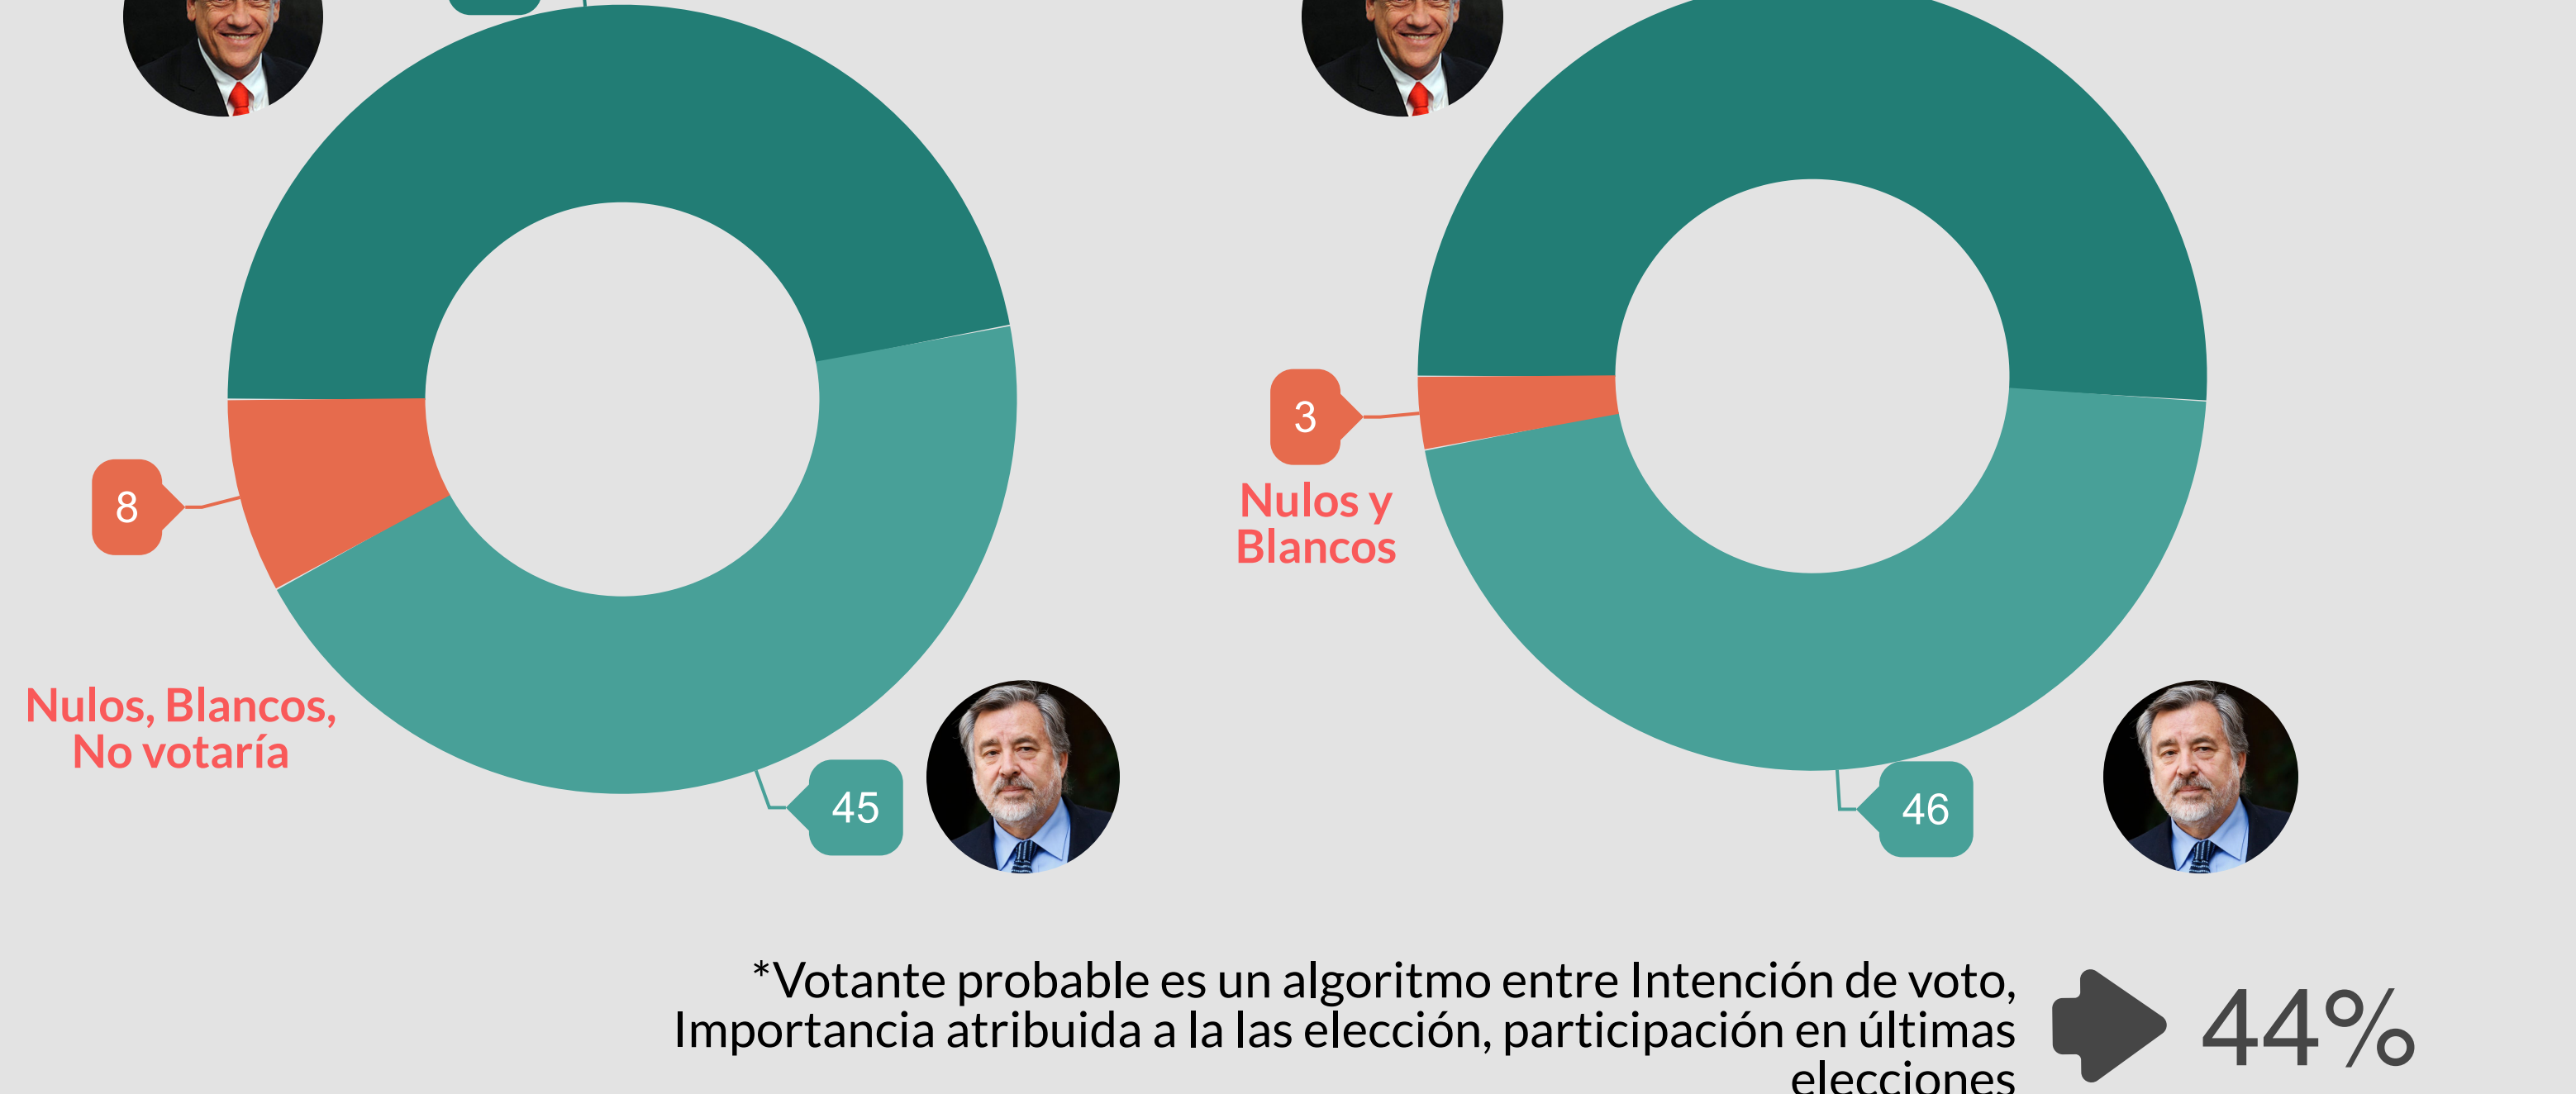 3
Nulos y
Blancos
8
Nulos, Blancos,
No votaría
45
46
*Votante probable es un algoritmo entre Intención de voto,
Importancia atribuida a la las elección, participación en últimas
elecciones
44%